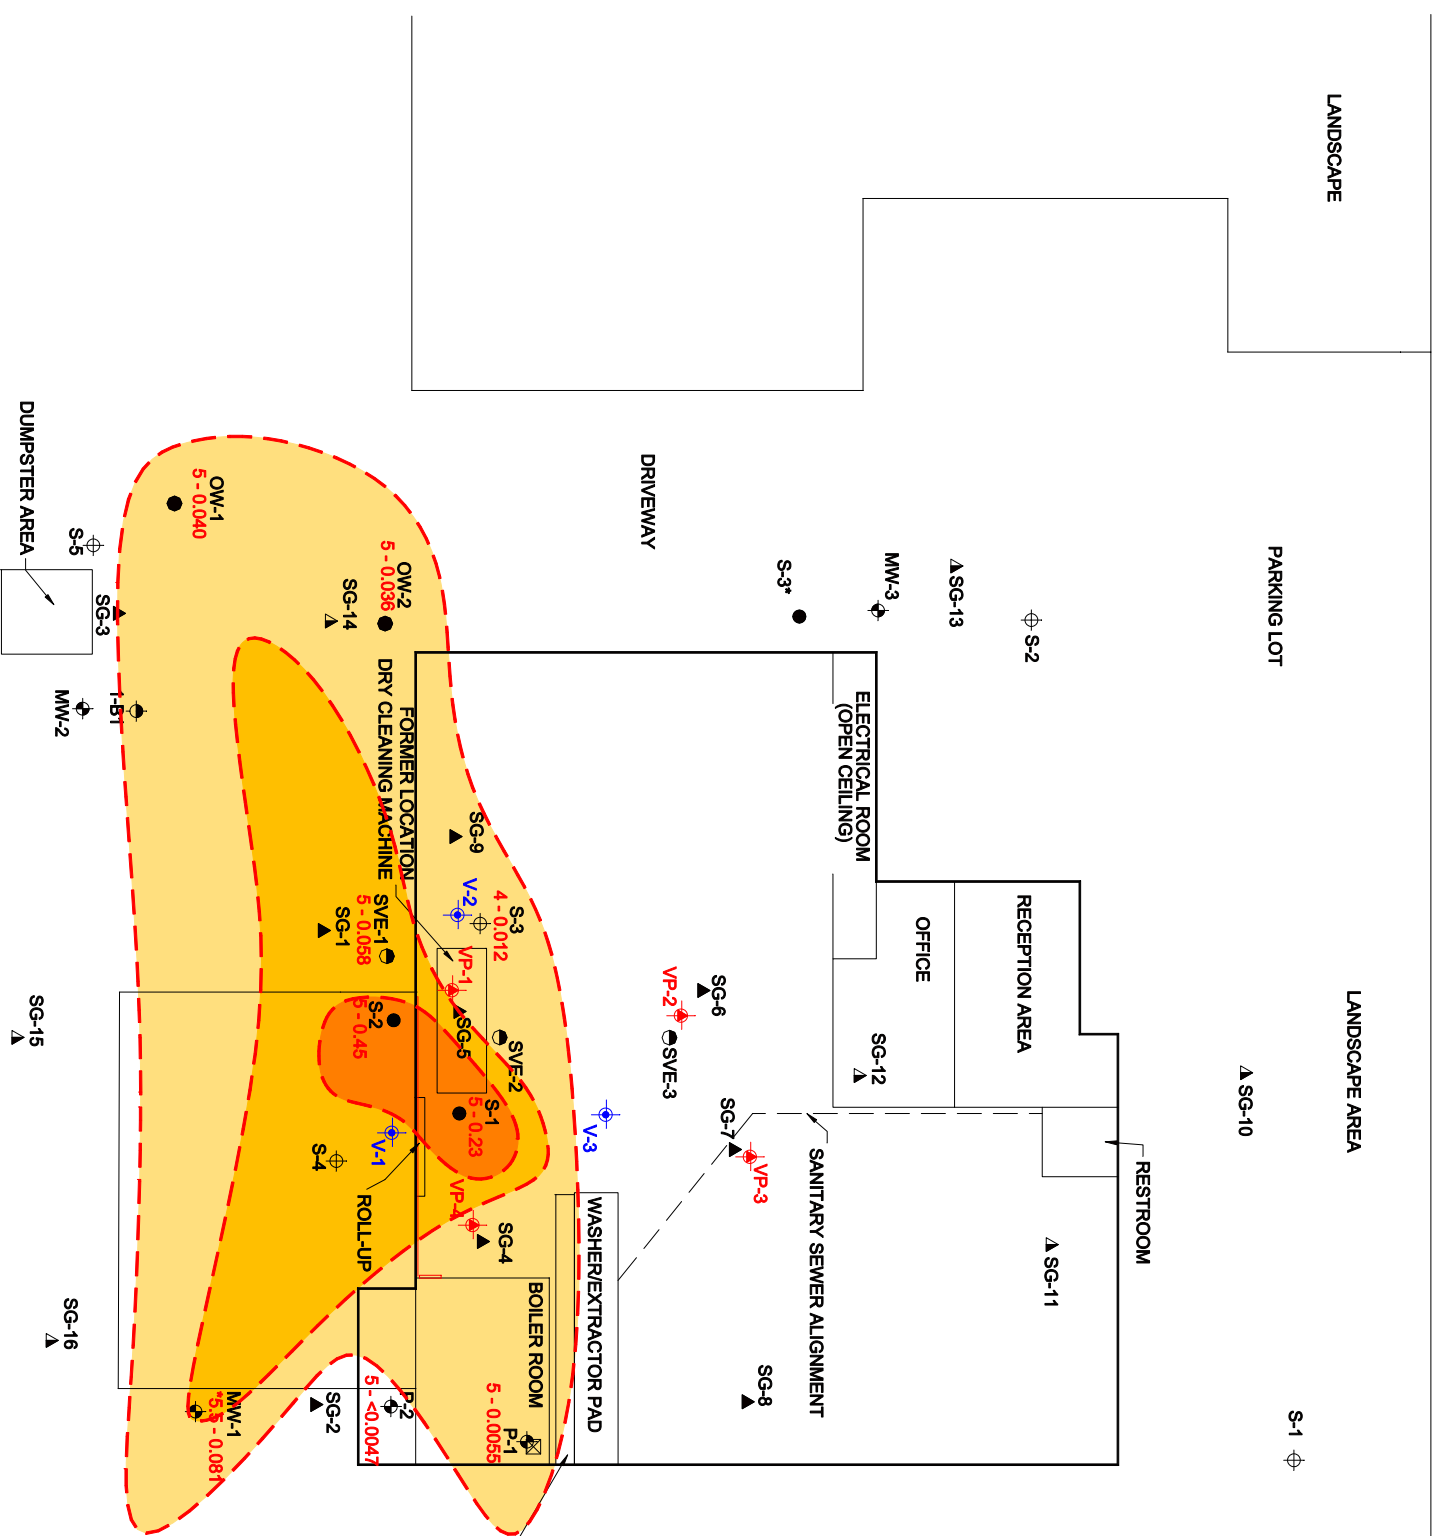 LANDSCAPE
LANDSCAPE AREA
PARKING LOT
S-1
SG-10
S-2
SG-13
MW-3
S-3*
DRIVEWAY
RESTROOM
SG-11
RECEPTION AREA
OFFICE
SG-12
ELECTRICAL ROOM
(OPEN CEILING)
SANITARY SEWER ALIGNMENT
SG-8
VP-3
SG-7
SG-6
VP-2
SVE-3
V-3
WASHER/EXTRACTOR PAD
BOILER ROOM
P-1
5 - 0.0055
SG-4
VP-4
S-1
5 - 0.23
SVE-2
S-3
4 - 0.012
V-2
SG-9
VP-1
SG-5
FORMER LOCATION
DRY CLEANING MACHINE
OW-2
5 - 0.036
SG-14
SVE-1
5 - 0.058
SG-1
S-2
5 - 0.45
V-1
S-4
ROLL-UP
P-2
5 - <0.0047
SG-2
MW-1
*5.5 - 0.081
OW-1
5 - 0.040
S-5
SG-3
1-B1
MW-2
DUMPSTER AREA
SG-15
SG-16